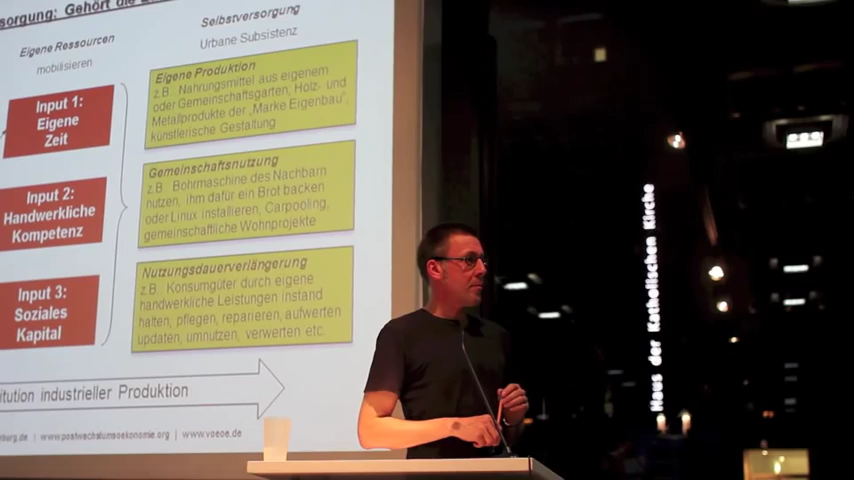 sorgung: Gehört die
Eigene Ressourcen
mobilisieren
Selbstversorgung
Urbane Subsistenz
Input 1:
Eigene
Zeit
Input 2:
Handwerkliche
Kompetenz
Input 3:
Soziales
Kapital
Eigene Produktion
z.B. Nahrungsmittel aus eigenem
oder Gemeinschaftsgarten; Holz- und
Metallprodukte der „Marke Eigenbau",
künstlerische Gestaltung
Gemeinschaftsnutzung
z.B. Bohrmaschine des Nachbarn
nutzen, ihm dafür ein Brot backen
oder Linux installieren, Carpooling,
gemeinschaftliche Wohnprojekte
Nutzungsdauerverlängerung
z.B. Konsumgüter durch eigene
handwerkliche Leistungen instand
halten, pflegen, reparieren, aufwerten
updaten, umnutzen, verwerten etc.
itution industrieller Produktion
nburg.de | www.postwachstumsoekonomie.org | www.voeoe.de
Haus der Katholischen Kirche